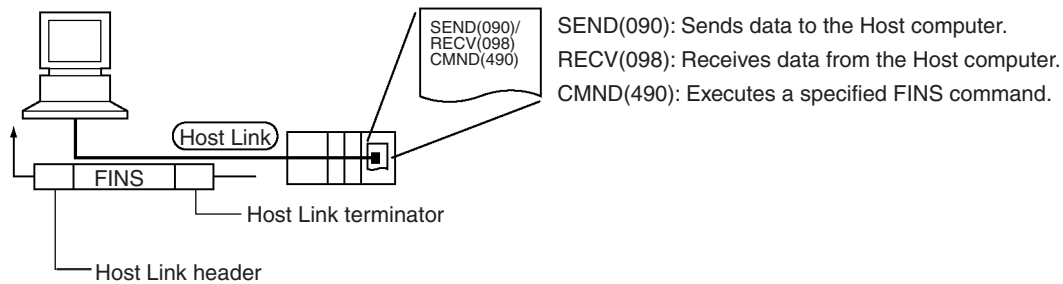 SEND(090)/
RECV(098)
CMND(490)
SEND(090): Sends data to the Host computer.
RECV(098): Receives data from the Host computer.
CMND(490): Executes a specified FINS command.
Host Link
FINS
Host Link terminator
Host Link header